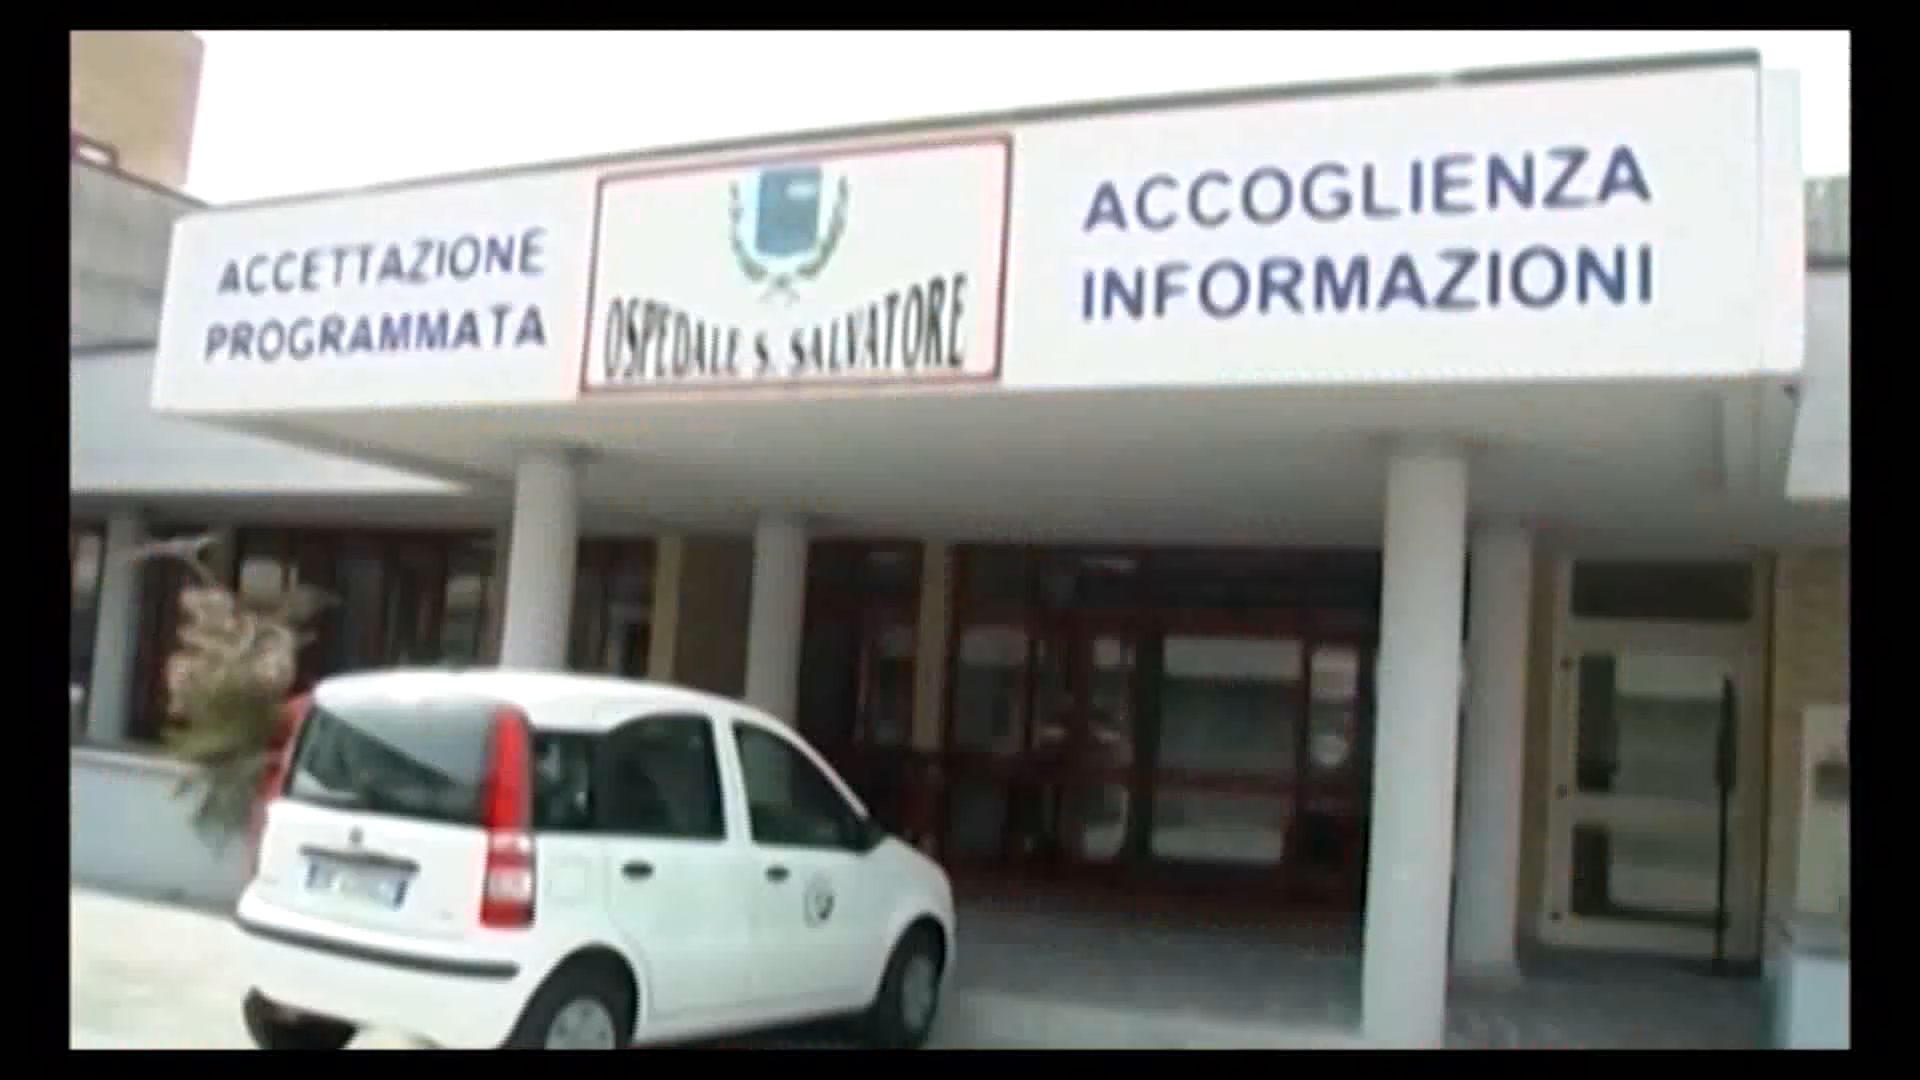 ACCETTAZIONE
PROGRAMMATA
OSPEDALE S. SALVATORE
ACCOGLIENZA
INFORMAZIONI